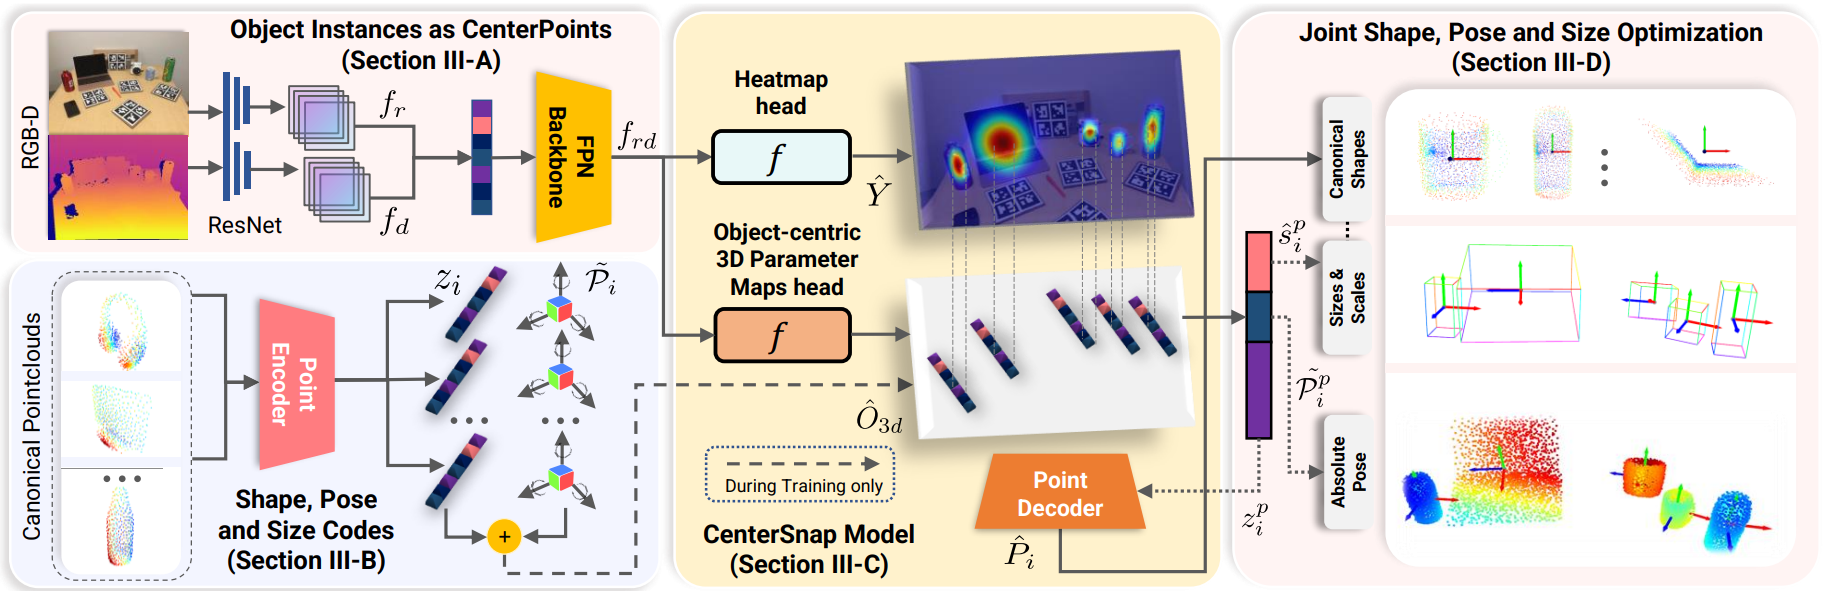 Object Instances as CenterPoints
(Section III-A)
RGB-D
ResNet
f_r
f_d
FPN
Backbone
f_{rd}
Canonical Pointclouds
Point
Encoder
z_i
\tilde{\mathcal{P}}_i
+
Shape, Pose
and Size Codes
(Section III-B)
Heatmap
head
f
\hat{Y}
Object-centric
3D Parameter
Maps head
f
\hat{O}_{3d}
During Training only
CenterSnap Model
(Section III-C)
Point
Decoder
\hat{P}_i
z_i^p
\hat{s}_i^p
\tilde{\mathcal{P}}_i^p
Joint Shape, Pose and Size Optimization
(Section III-D)
Canonical
Shapes
Sizes &
Scales
Absolute
Pose